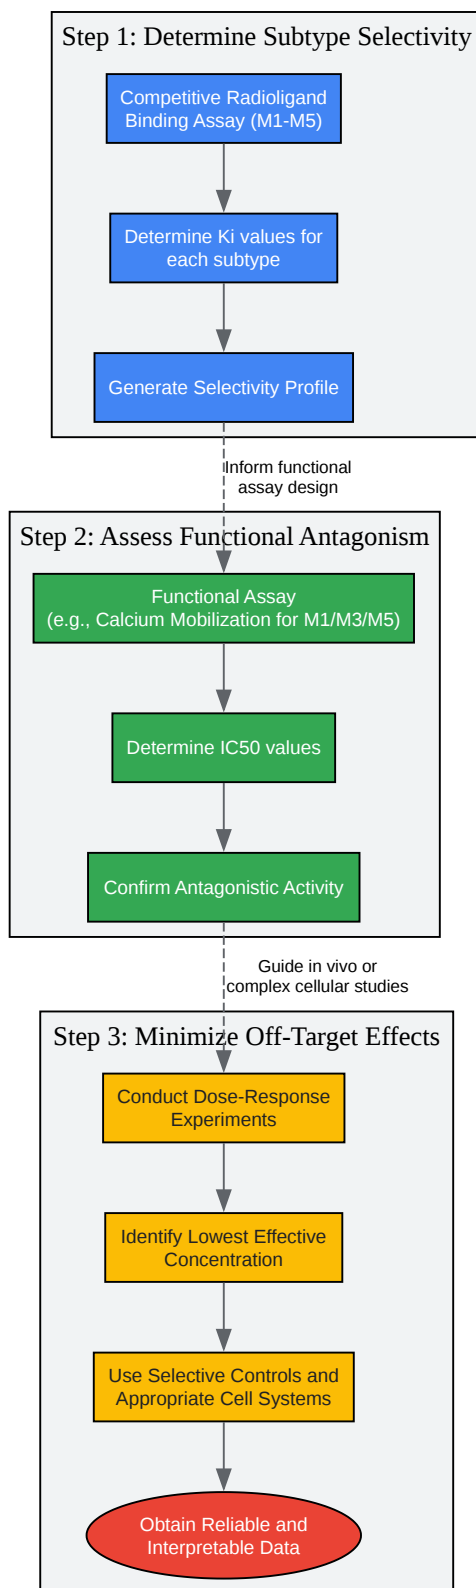 Step 1: Determine Subtype Selectivity
Competitive Radioligand
Binding Assay (M1-M5)
Determine Ki values for
each subtype
Generate Selectivity Profile
Inform functional
assay design
Step 2: Assess Functional Antagonism
Functional Assay
(e.g., Calcium Mobilization for M1/M3/M5)
Determine IC50 values
Confirm Antagonistic Activity
Guide in vivo or
complex cellular studies
Step 3: Minimize Off-Target Effects
Conduct Dose-Response
Experiments
Identify Lowest Effective
Concentration
Use Selective Controls and
Appropriate Cell Systems
Obtain Reliable and
Interpretable Data